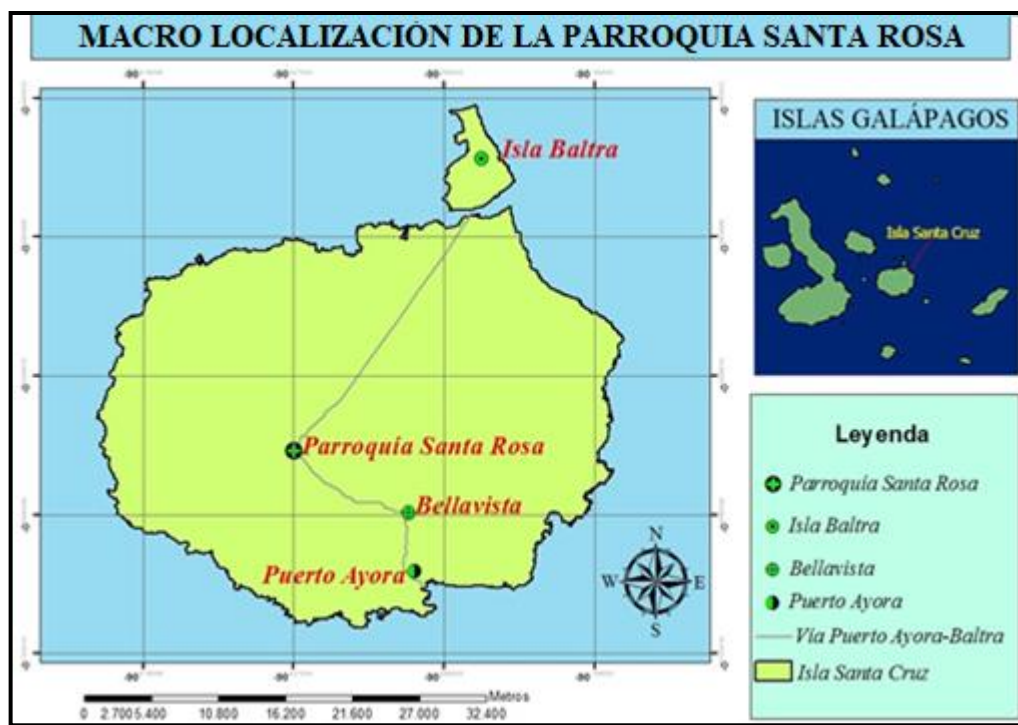 MACRO LOCALIZACIÓN DE LA PARROQUIA SANTA ROSA
Isla Baltra
Parroquía Santa Rosa
Bellavista
Puerto Ayora
N
W E
S
Metros
0 2.700 5.400 10.800 16.200 21.600 27.000 32.400
ISLAS GALÁPAGOS
Isla Santa Cruz
Leyenda
Parroquía Santa Rosa
Isla Baltra
Bellavista
Puerto Ayora
Vía Puerto Ayora-Baltra
Isla Santa Cruz